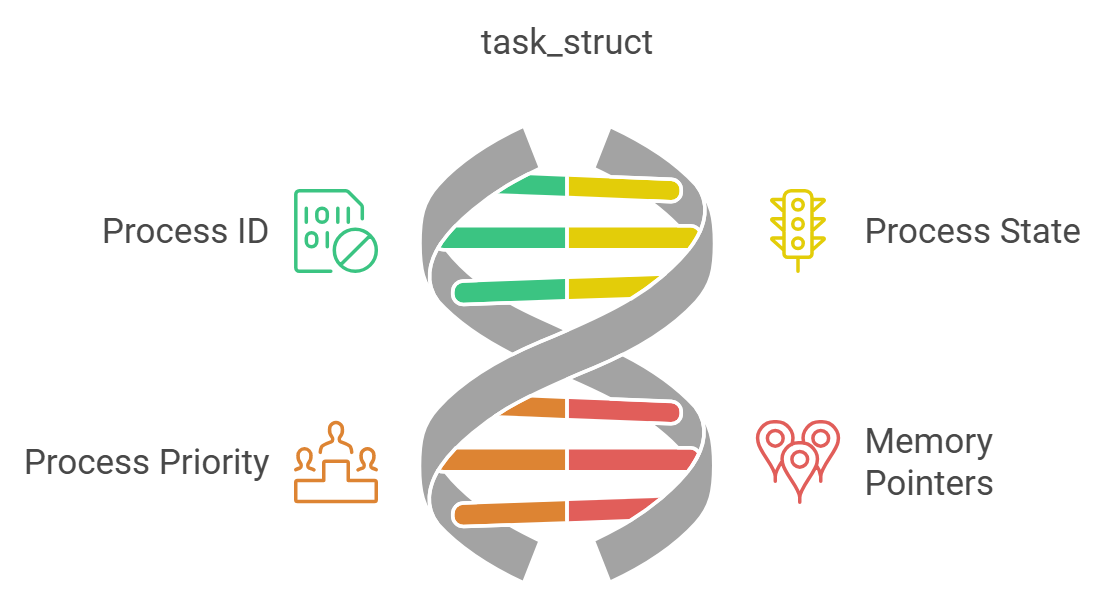 task_struct
Process ID
Process State
Process Priority
Memory
Pointers